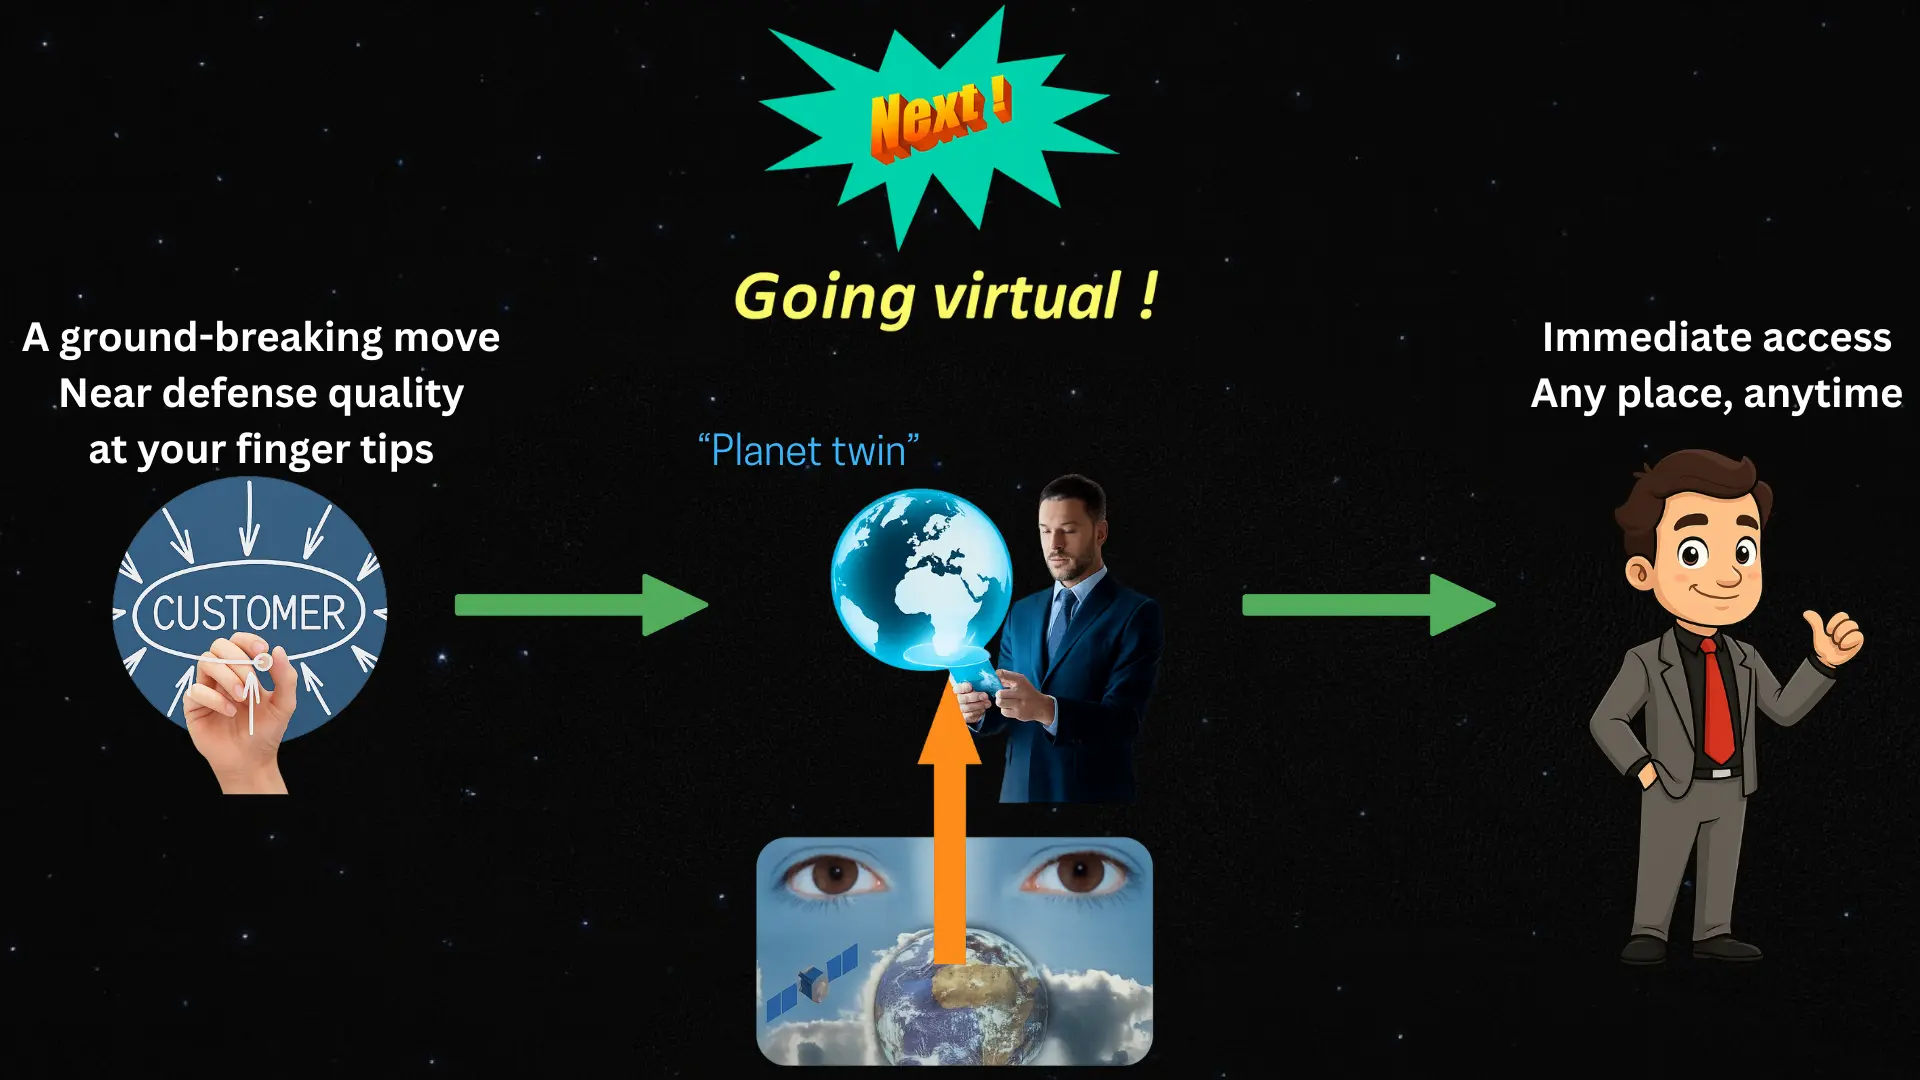 Next !
Going virtual !
A ground-breaking move
Near defense quality
at your finger tips
CUSTOMER
“Planet twin”
Immediate access
Any place, anytime